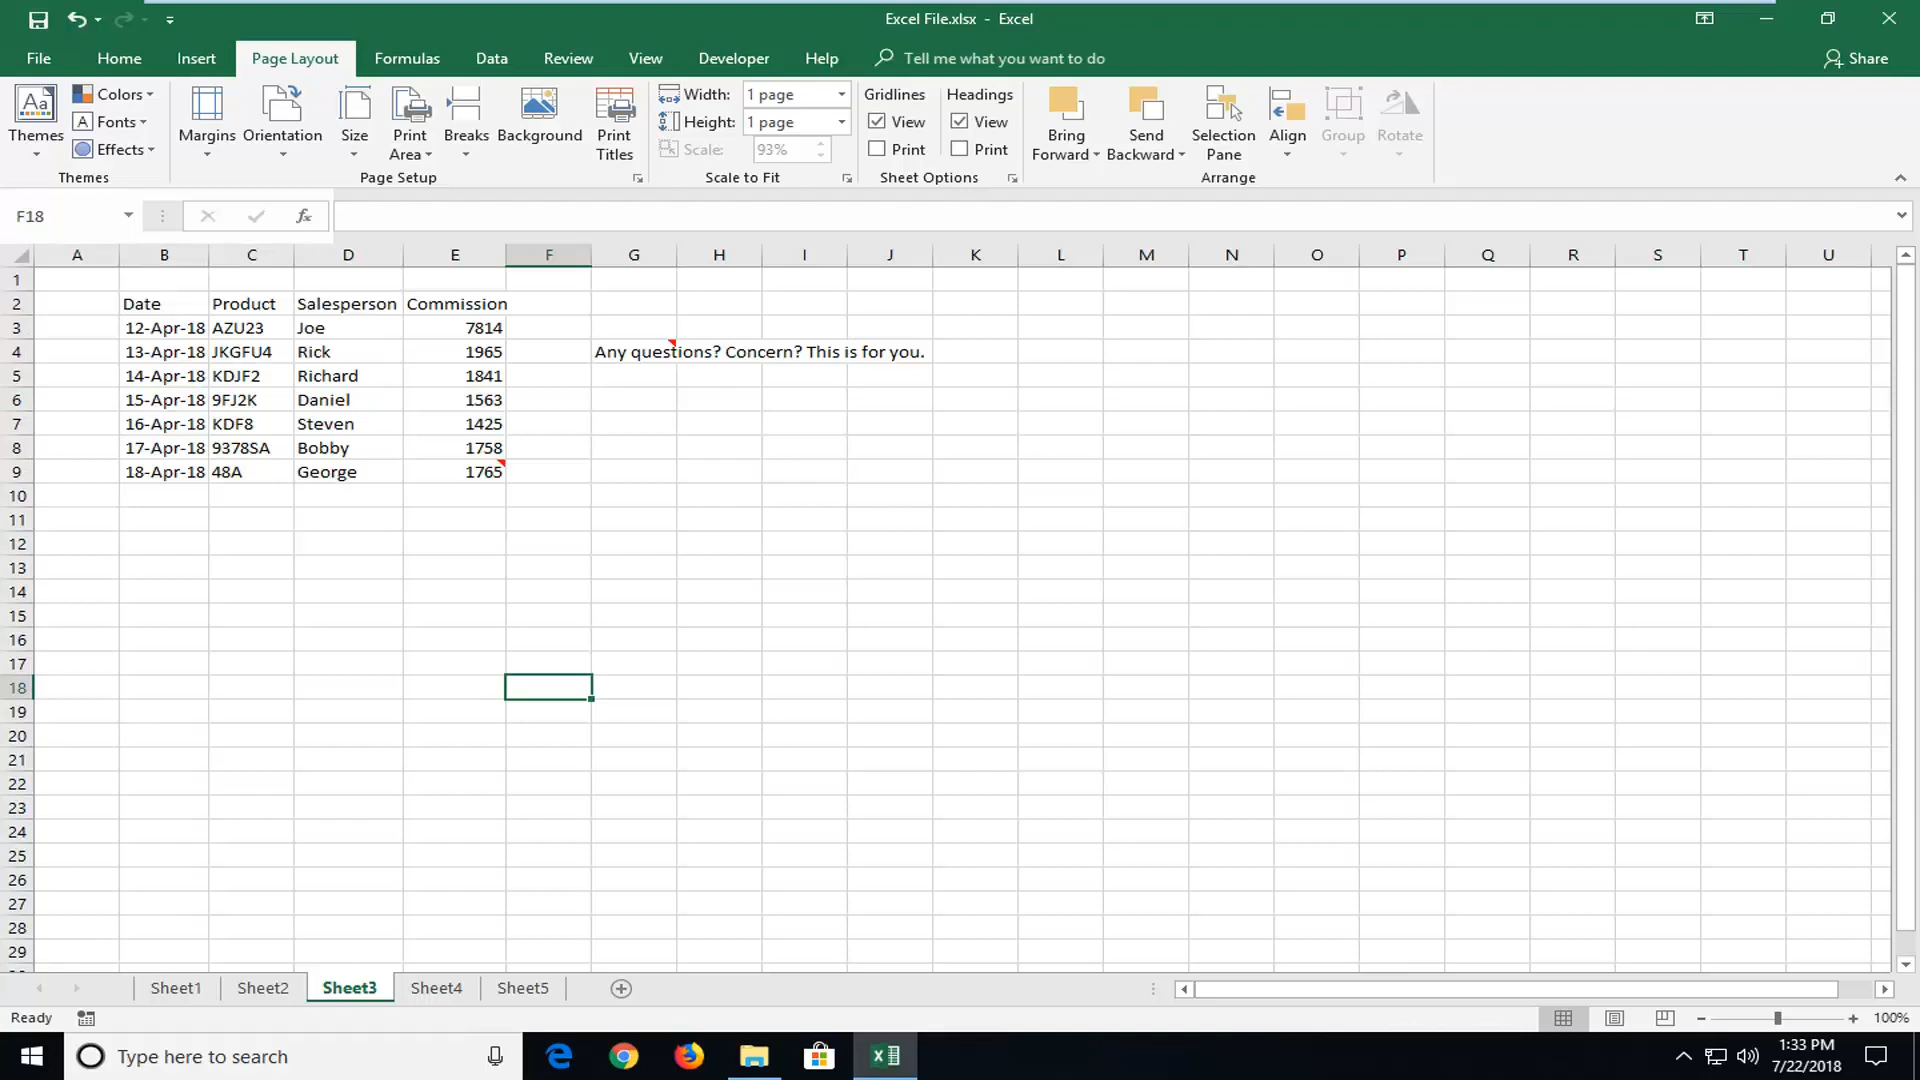 Excel File.xlsx - Excel
File Home Insert Page Layout Formulas Data Review View Developer Help Tell me what you want to do Share
Aa Themes
Colors
A Fonts
Effects
Themes
Margins Orientation Size Print Area Breaks Background Print Titles
Page Setup
Width: 1 page
Height: 1 page
Scale: 93%
Scale to Fit
Gridlines Headings
View View
Print Print
Sheet Options
Bring Forward Send Backward Selection Pane Align Group Rotate
Arrange
F18 fx
A B C D E F G H I J K L M N O P Q R S T U
1
2 Date Product Salesperson Commission
3 12-Apr-18 AZU23 Joe 7814
4 13-Apr-18 JKGFU4 Rick 1965 Any questions? Concern? This is for you.
5 14-Apr-18 KDJF2 Richard 1841
6 15-Apr-18 9FJ2K Daniel 1563
7 16-Apr-18 KDF8 Steven 1425
8 17-Apr-18 9378SA Bobby 1758
9 18-Apr-18 48A George 1765
10
11
12
13
14
15
16
17
18
19
20
21
22
23
24
25
26
27
28
29
Sheet1 Sheet2 Sheet3 Sheet4 Sheet5
Ready 100%
Type here to search
1:33 PM
7/22/2018